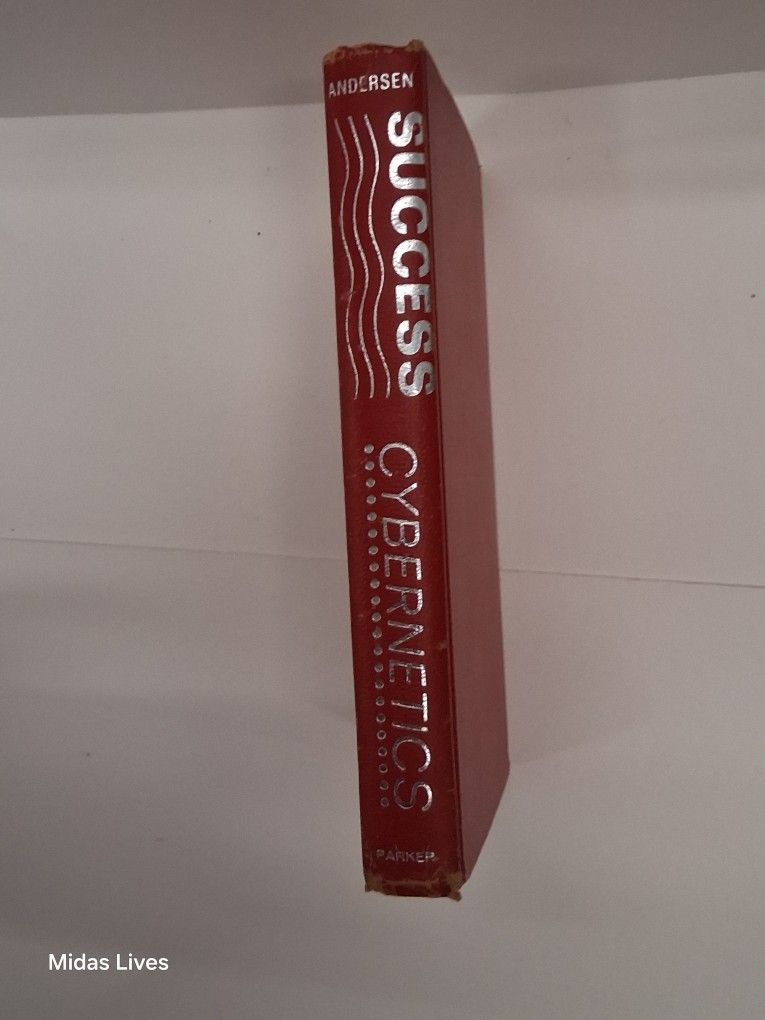 ANDERSEN
SUCCESS
CYBERNETICS
PARKER
Midas Lives